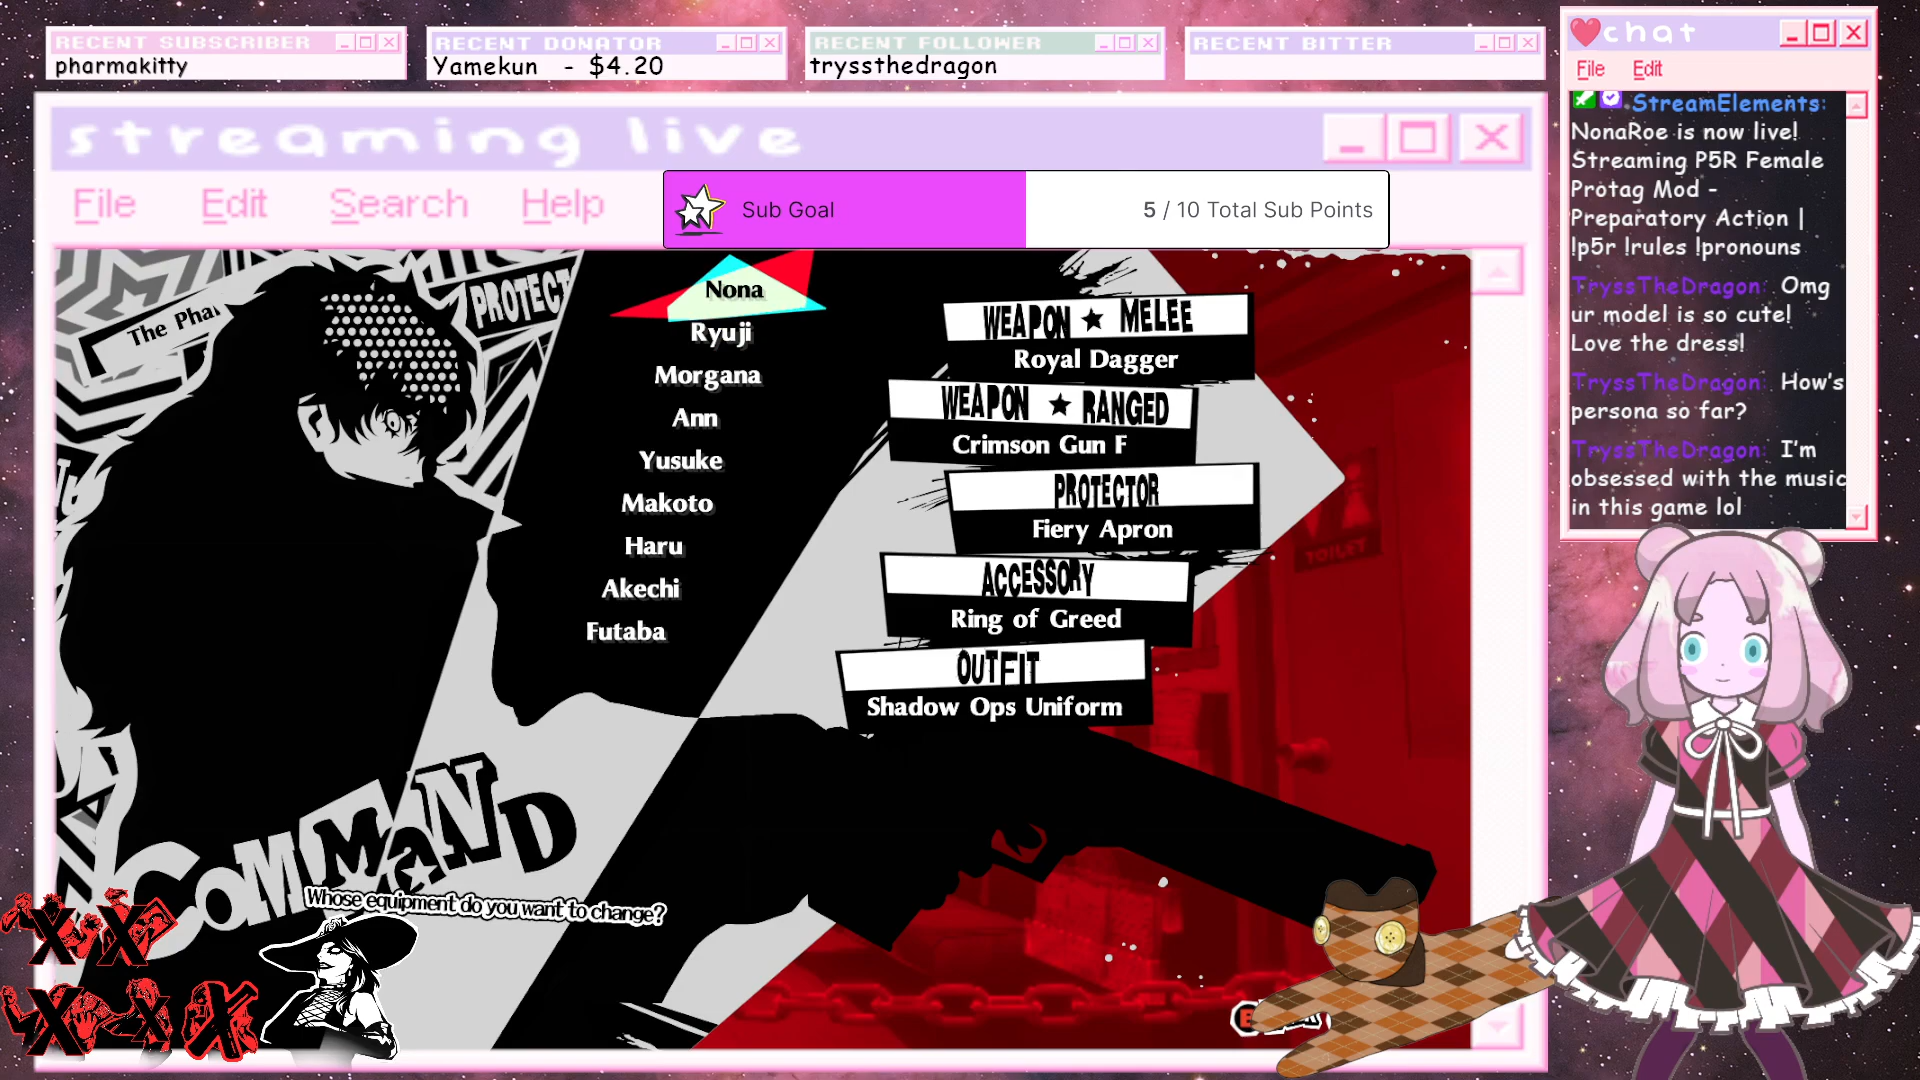 RECENT SUBSCRIBER
pharmakitty
RECENT DONATOR
Yamekun - $4.20
RECENT FOLLOWER
tryssthedragon
RECENT BITTER
streaming live
File Edit Search Help
Sub Goal
5 / 10 Total Sub Points
The Phan
PROTECT
Nona
Ryuji
Morgana
Ann
Yusuke
Makoto
Haru
Akechi
Futaba
WEAPON ★ MELEE
Royal Dagger
WEAPON ★ RANGED
Crimson Gun F
PROTECTOR
Fiery Apron
ACCESSORY
Ring of Greed
OUTFIT
Shadow Ops Uniform
TOILET
COMMAND
Whose equipment do you want to change?
chat
File Edit
StreamElements:
NonaRoe is now live!
Streaming P5R Female
Protag Mod -
Preparatory Action |
!p5r !rules !pronouns
TryssTheDragon: Omg
ur model is so cute!
Love the dress!
TryssTheDragon: How's
persona so far?
TryssTheDragon: I'm
obsessed with the music
in this game lol